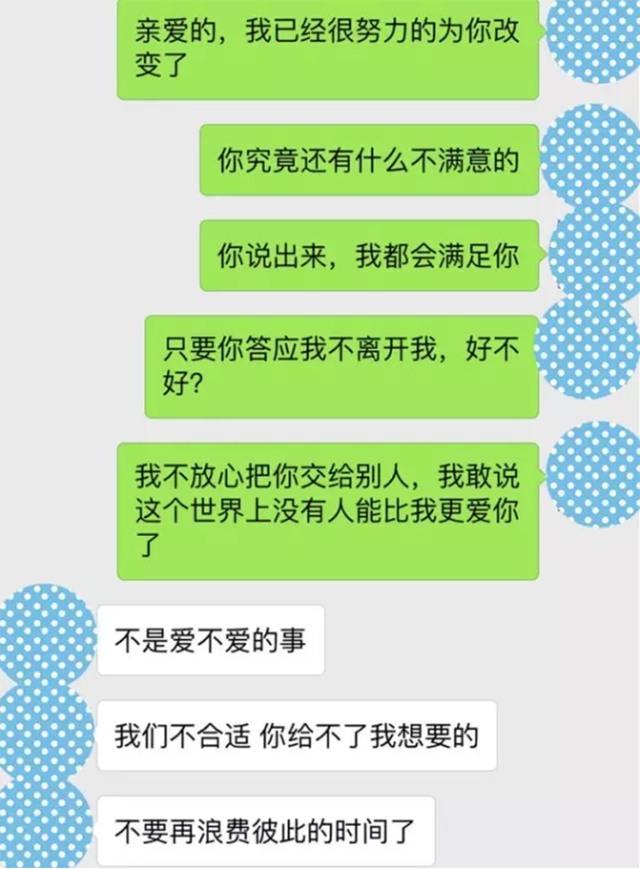 亲爱的，我已经很努力的为你改
变了
你究竟还有什么不满意的
你说出来，我都会满足你
只要你答应我不离开我，好不
好?
我不放心把你交给别人，我敢说
这个世界上没有人能比我更爱你
了
不是爱不爱的事
我们不合适 你给不了我想要的
不要再浪费彼此的时间了